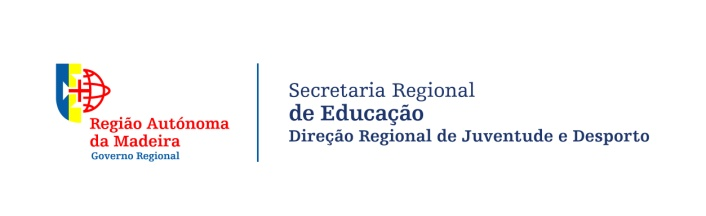 Região Autónoma
da Madeira
Governo Regional
Secretaria Regional
de Educação
Direção Regional de Juventude e Desporto